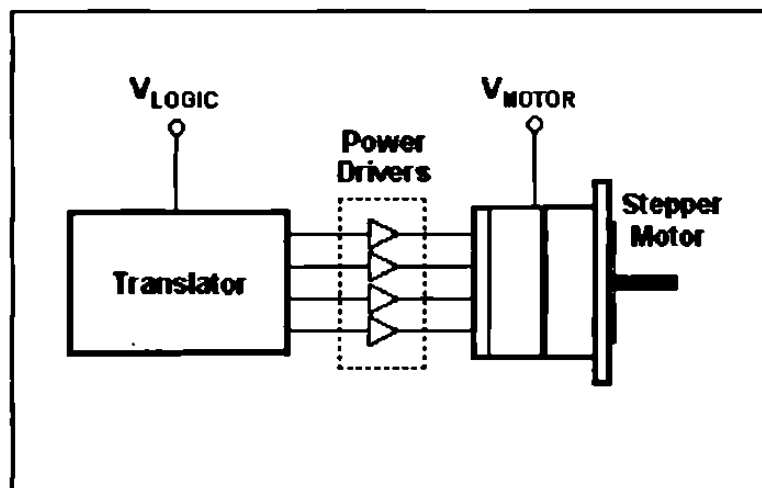 VLOGIC
VMOTOR
Power
Drivers
Stepper
Motor
Translator